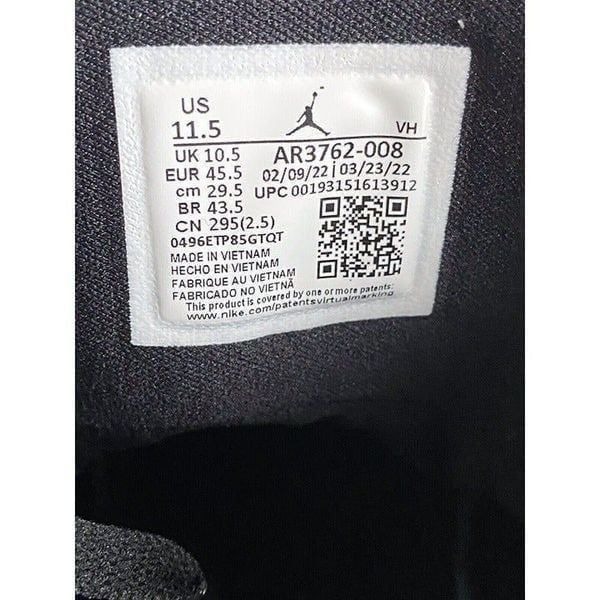 US
11.5
VH
UK 10.5
AR3762-008
EUR 45.5
02/09/22 | 03/23/22
cm 29.5
UPC 00193151613912
BR 43.5
CN 295(2.5)
0496ETP85GTQT
MADE IN VIETNAM
HECHO EN VIETNAM
FABRIQUE AU VIETNAM
FABRICADO NO VIETNÃ
This product is covered by one or more patents:
www.nike.com/patentsvirtualmarking